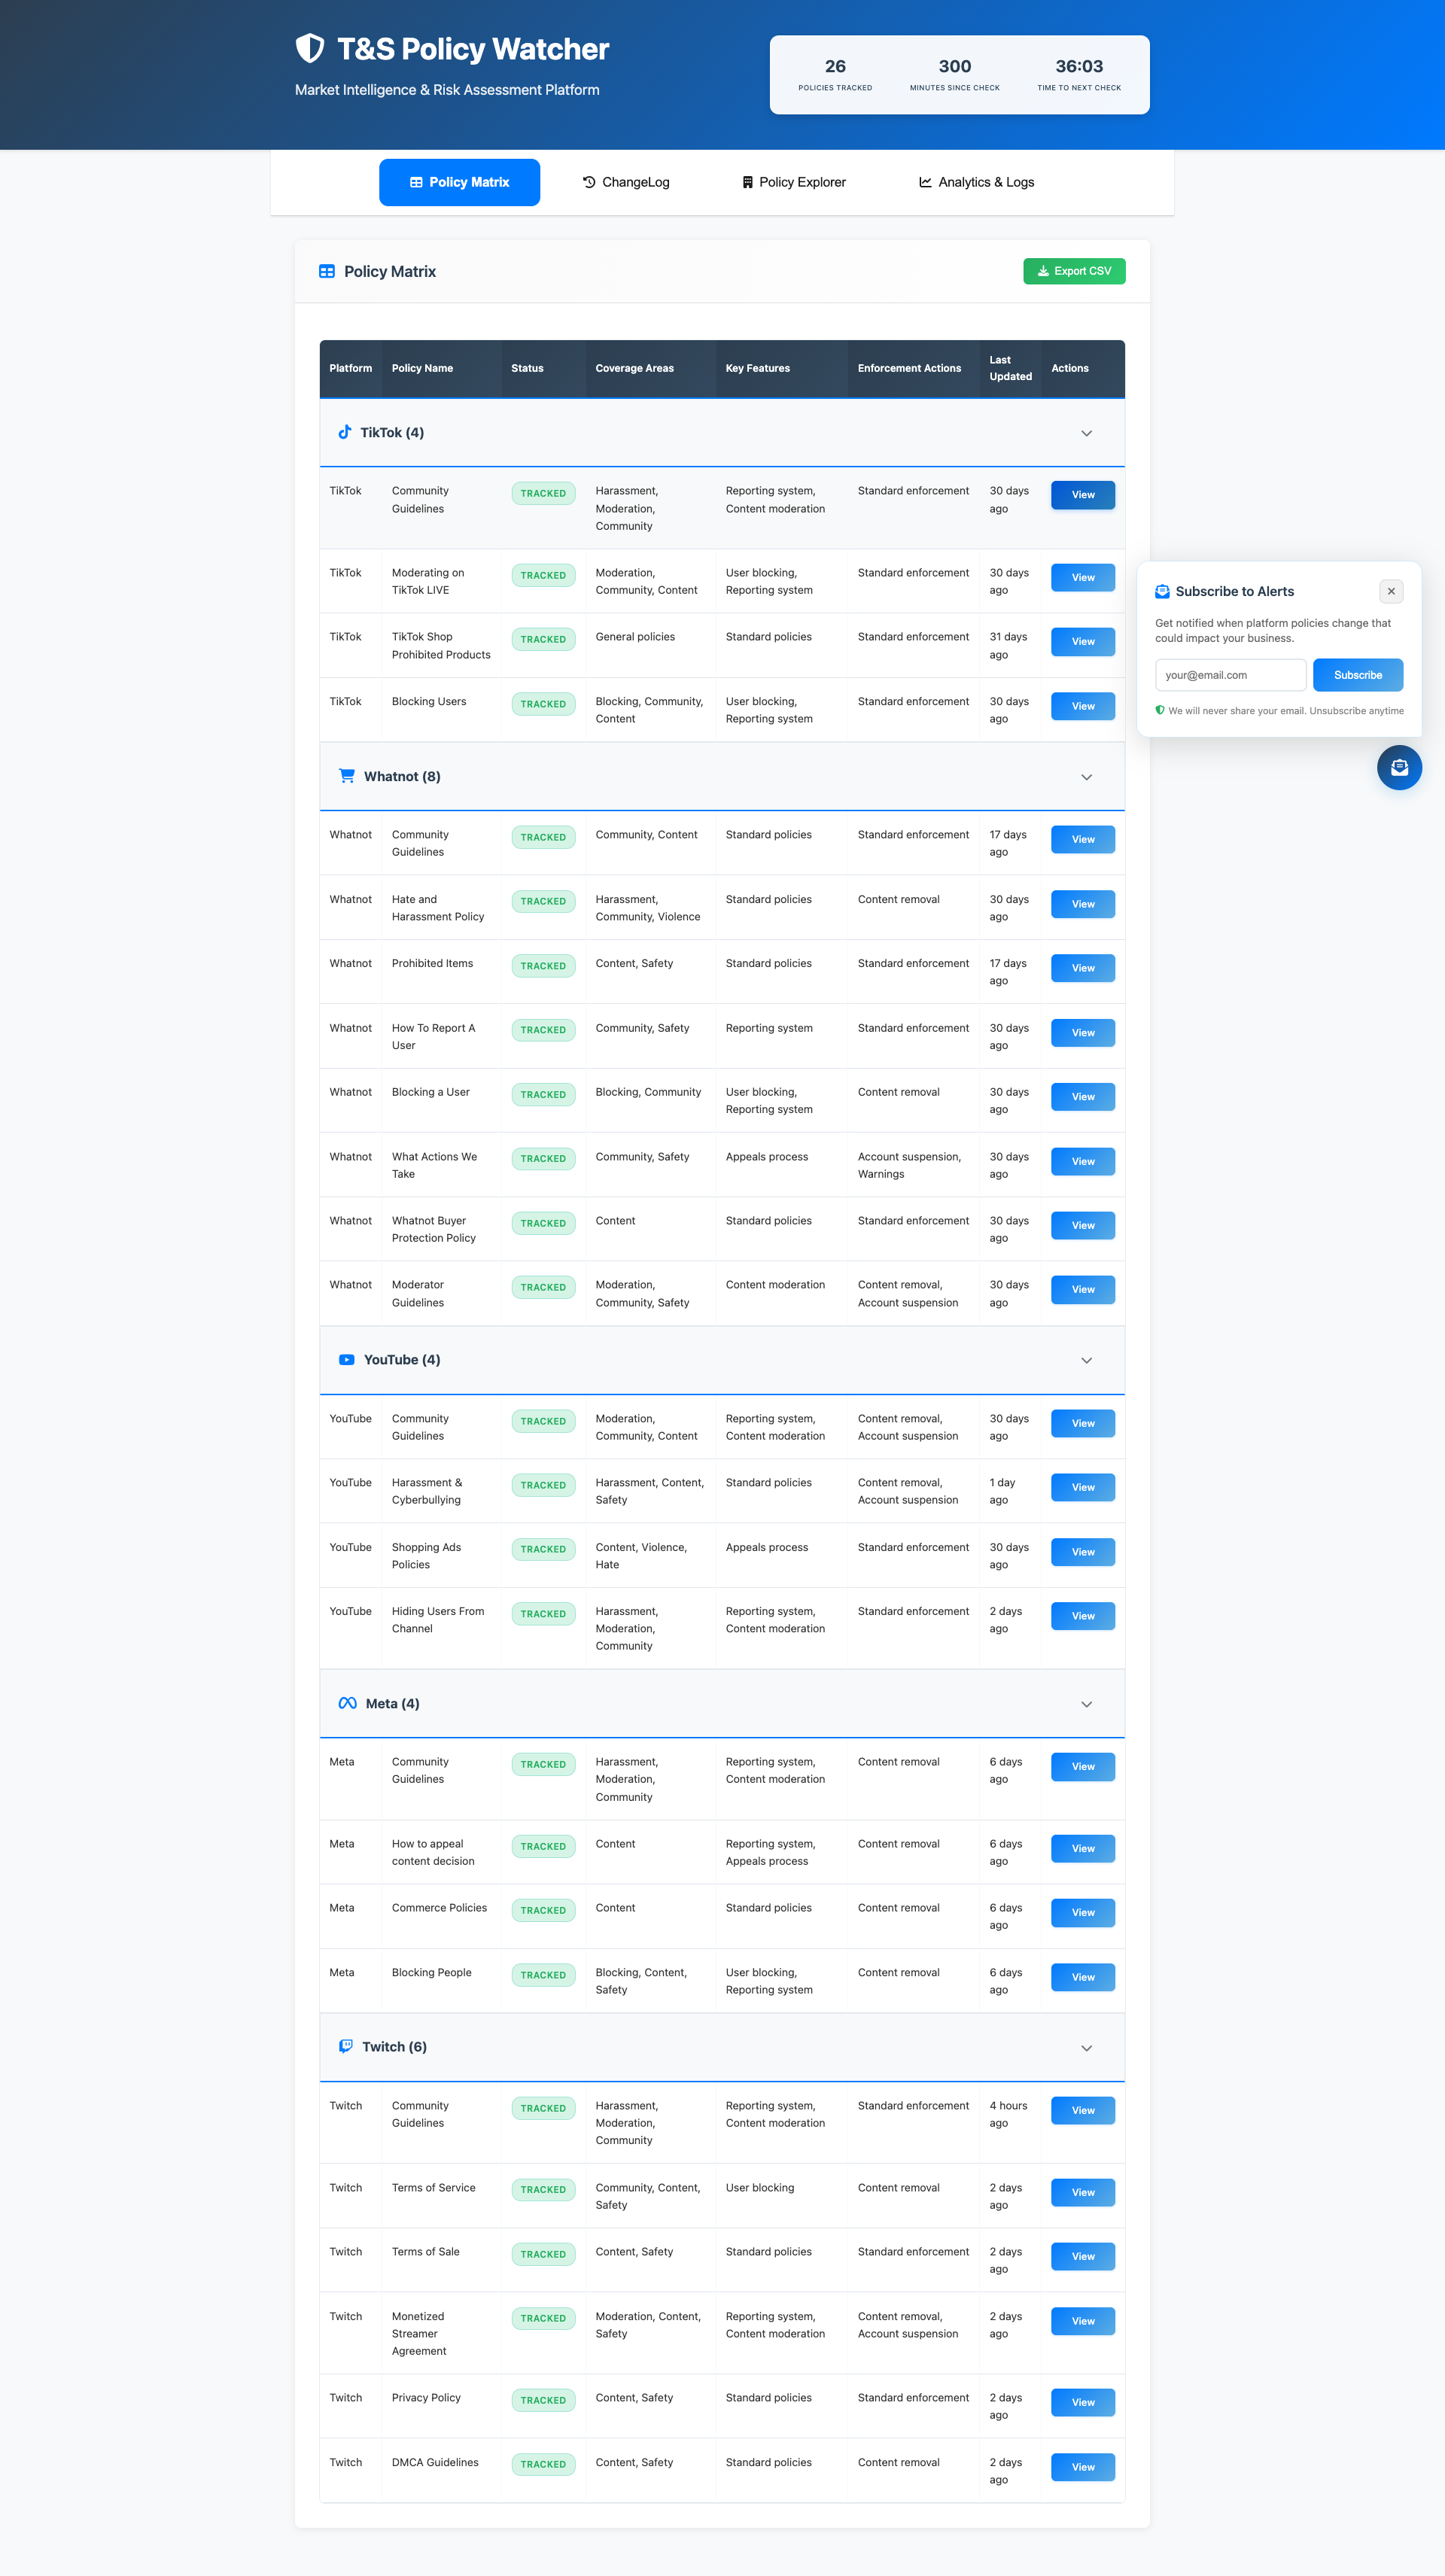 T&S Policy Watcher
Market Intelligence & Risk Assessment Platform
26
POLICIES TRACKED
300
MINUTES SINCE CHECK
36:03
TIME TO NEXT CHECK
Policy Matrix
ChangeLog
Policy Explorer
Analytics & Logs
Policy Matrix
Export CSV
Platform Policy Name Status Coverage Areas Key Features Enforcement Actions Last Updated Actions
TikTok (4)
TikTok Community Guidelines TRACKED Harassment, Moderation, Community Reporting system, Content moderation Standard enforcement 30 days ago View
TikTok Moderating on TikTok LIVE TRACKED Moderation, Community, Content User blocking, Reporting system Standard enforcement 30 days ago View
TikTok TikTok Shop Prohibited Products TRACKED General policies Standard policies Standard enforcement 31 days ago View
TikTok Blocking Users TRACKED Blocking, Community, Content User blocking, Reporting system Standard enforcement 30 days ago View
Subscribe to Alerts
Get notified when platform policies change that
could impact your business.
your@email.com
Subscribe
We will never share your email. Unsubscribe anytime
Whatnot (8)
Whatnot Community Guidelines TRACKED Community, Content Standard policies Standard enforcement 17 days ago View
Whatnot Hate and Harassment Policy TRACKED Harassment, Community, Violence Standard policies Content removal 30 days ago View
Whatnot Prohibited Items TRACKED Content, Safety Standard policies Standard enforcement 17 days ago View
Whatnot How To Report A User TRACKED Community, Safety Reporting system Standard enforcement 30 days ago View
Whatnot Blocking a User TRACKED Blocking, Community User blocking, Reporting system Content removal 30 days ago View
Whatnot What Actions We Take TRACKED Community, Safety Appeals process Account suspension, Warnings 30 days ago View
Whatnot Whatnot Buyer Protection Policy TRACKED Content Standard policies Standard enforcement 30 days ago View
Whatnot Moderator Guidelines TRACKED Moderation, Community, Safety Content moderation Content removal, Account suspension 30 days ago View
YouTube (4)
YouTube Community Guidelines TRACKED Moderation, Community, Content Reporting system, Content moderation Content removal, Account suspension 30 days ago View
YouTube Harassment & Cyberbullying TRACKED Harassment, Content, Safety Standard policies Content removal, Account suspension 1 day ago View
YouTube Shopping Ads Policies TRACKED Content, Violence, Hate Appeals process Standard enforcement 30 days ago View
YouTube Hiding Users From Channel TRACKED Harassment, Moderation, Community Reporting system, Content moderation Standard enforcement 2 days ago View
Meta (4)
Meta Community Guidelines TRACKED Harassment, Moderation, Community Reporting system, Content moderation Content removal 6 days ago View
Meta How to appeal content decision TRACKED Content Reporting system, Appeals process Content removal 6 days ago View
Meta Commerce Policies TRACKED Content Standard policies Content removal 6 days ago View
Meta Blocking People TRACKED Blocking, Content, Safety User blocking, Reporting system Content removal 6 days ago View
Twitch (6)
Twitch Community Guidelines TRACKED Harassment, Moderation, Community Reporting system, Content moderation Standard enforcement 4 hours ago View
Twitch Terms of Service TRACKED Community, Content, Safety User blocking Content removal 2 days ago View
Twitch Terms of Sale TRACKED Content, Safety Standard policies Standard enforcement 2 days ago View
Twitch Monetized Streamer Agreement TRACKED Moderation, Content, Safety Reporting system, Content moderation Content removal, Account suspension 2 days ago View
Twitch Privacy Policy TRACKED Content, Safety Standard policies Standard enforcement 2 days ago View
Twitch DMCA Guidelines TRACKED Content, Safety Standard policies Content removal 2 days ago View